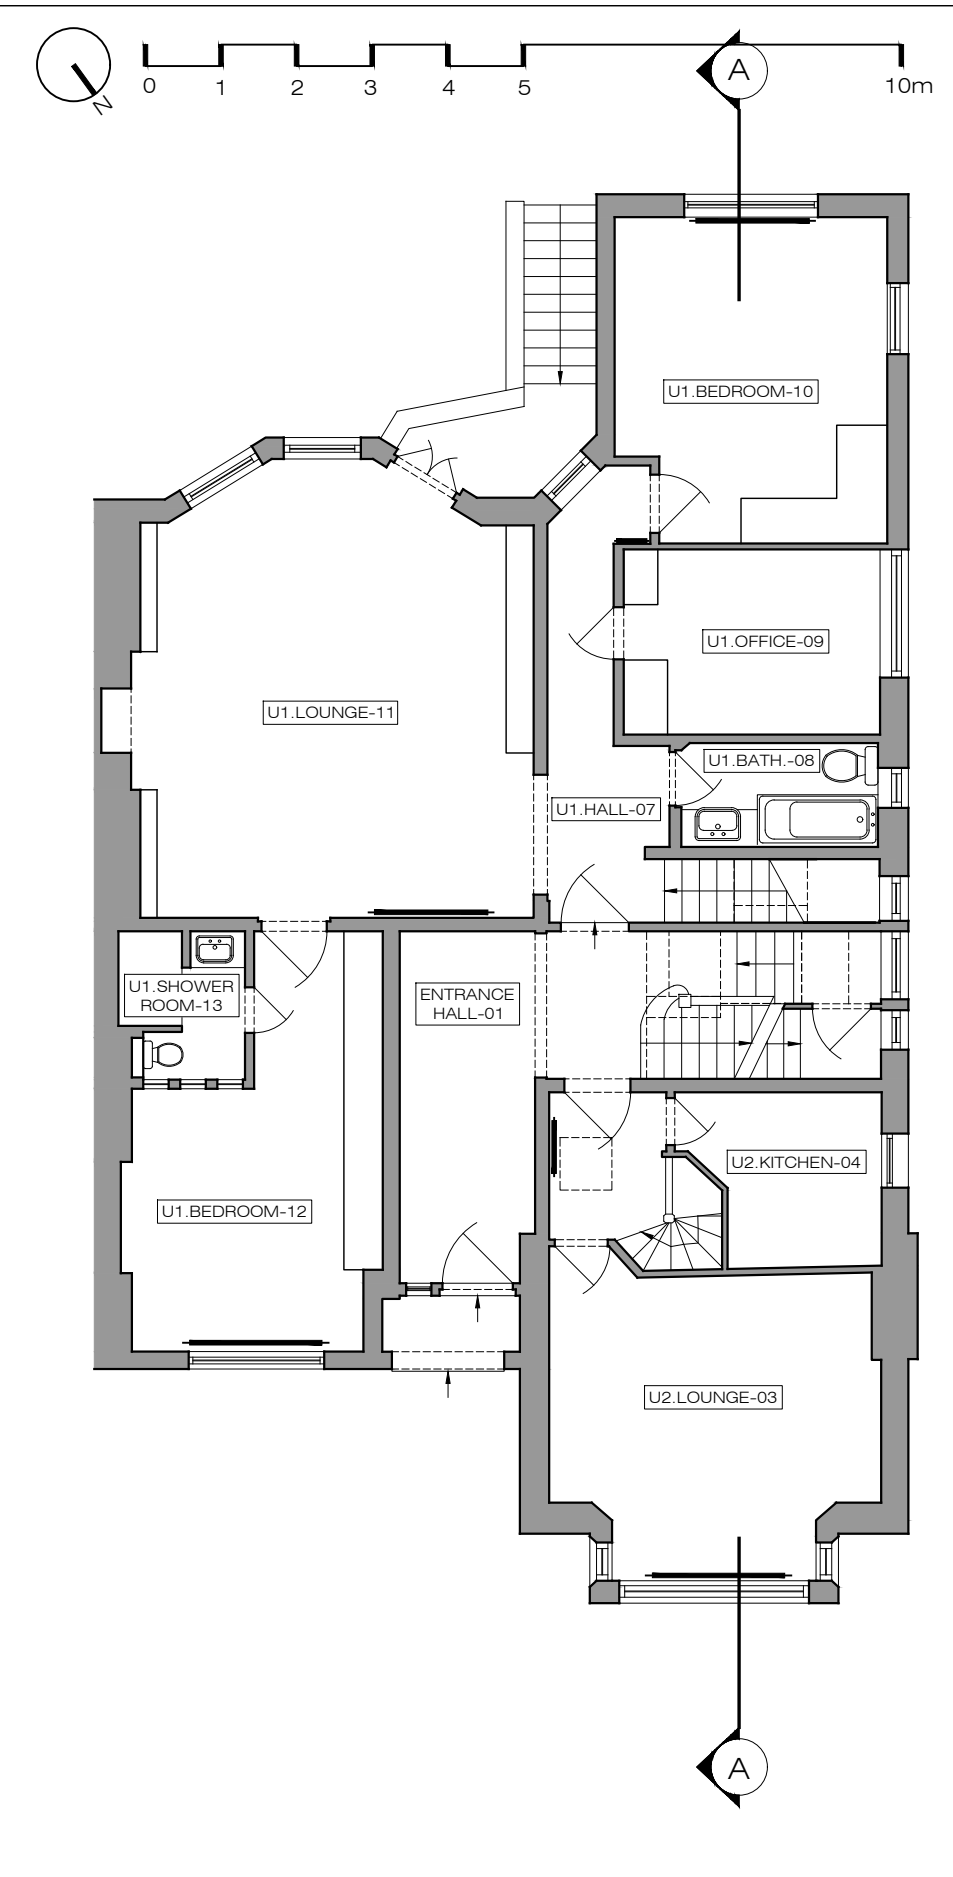 N
0 1 2 3 4 5 10m
A
U1.BEDROOM-10
U1.OFFICE-09
U1.LOUNGE-11
U1.BATH.-08
U1.HALL-07
U1.SHOWER
ROOM-13
ENTRANCE
HALL-01
U2.KITCHEN-04
U1.BEDROOM-12
U2.LOUNGE-03
A